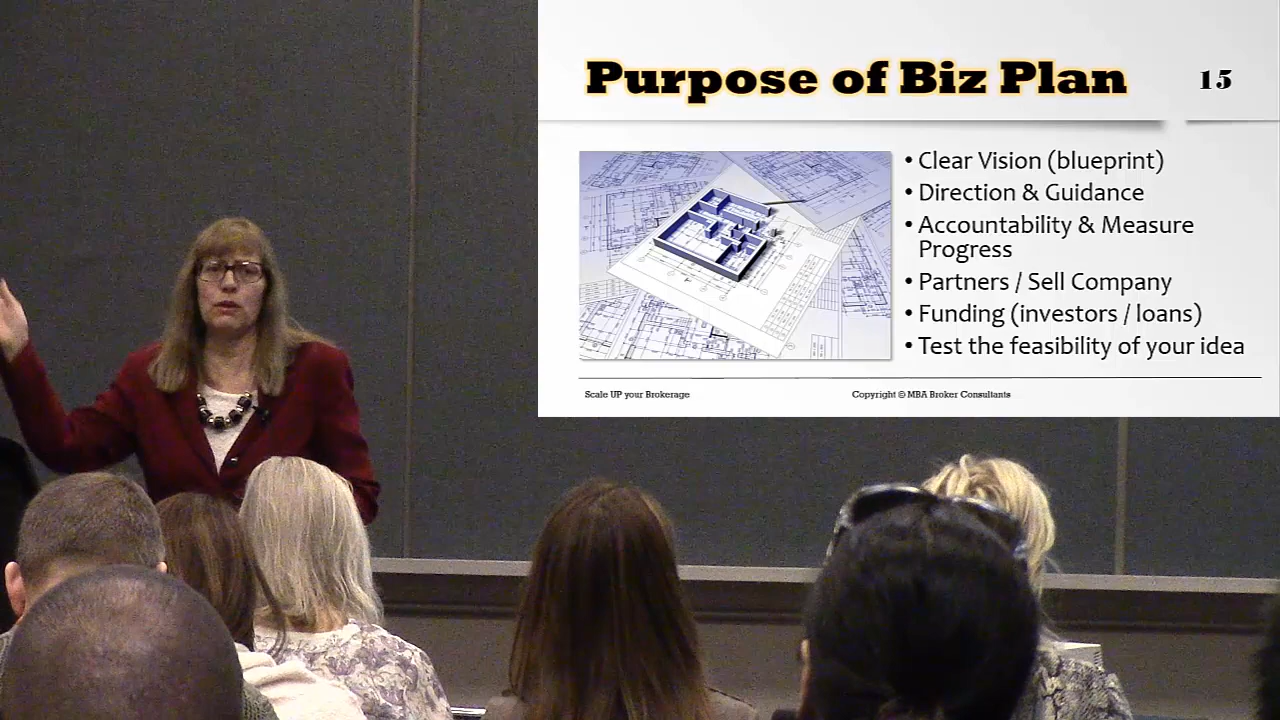 Purpose of Biz Plan 15
• Clear Vision (blueprint)
• Direction & Guidance
• Accountability & Measure
Progress
• Partners / Sell Company
• Funding (investors / loans)
• Test the feasibility of your idea
Scale UP your Brokerage Copyright © MBA Broker Consultants